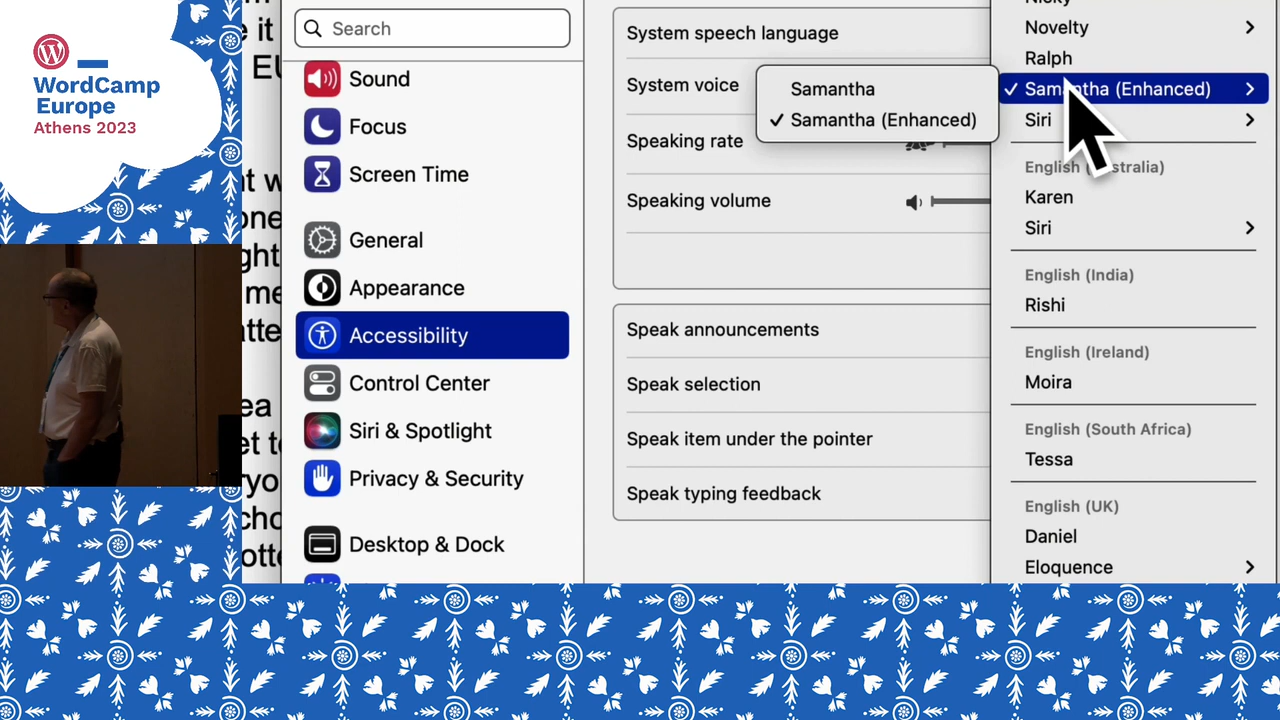 WordCamp
Europe
Athens 2023
Search
Sound
Focus
Screen Time
General
Appearance
Accessibility
Control Center
Siri & Spotlight
Privacy & Security
Desktop & Dock
System speech language
System voice
Speaking rate
Speaking volume
Speak announcements
Speak selection
Speak item under the pointer
Speak typing feedback
Samantha
✓ Samantha (Enhanced)
Novelty
Ralph
✓ Samantha (Enhanced)
Siri
English (Australia)
Karen
Siri
English (India)
Rishi
English (Ireland)
Moira
English (South Africa)
Tessa
English (UK)
Daniel
Eloquence